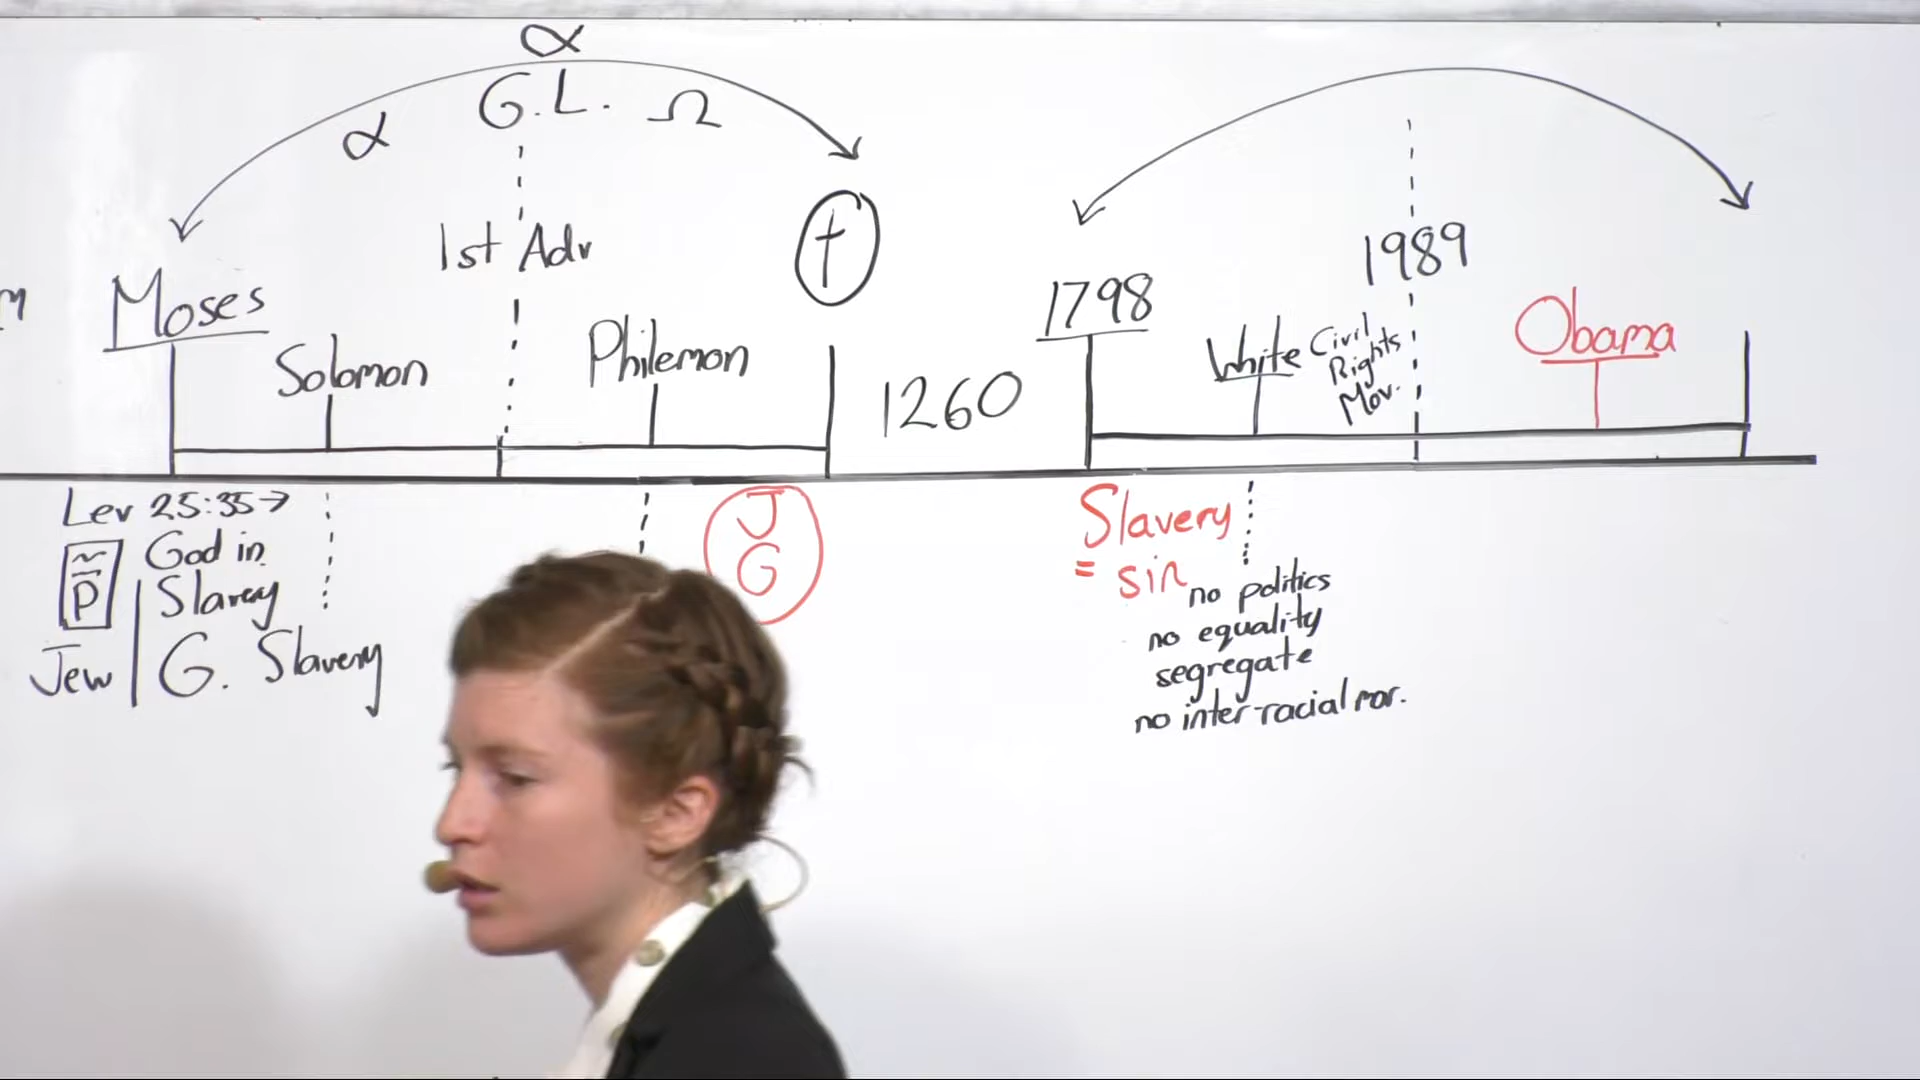 α
G.L.
α
Ω
1st Adv
Moses
Solomon
Philemon
†
1260
1798
White
Civil
Rights
Mov.
1989
Obama
Lev 25:35→
P
God in
Slavery
Jew
G. Slavery
J
G
Slavery
= sin
no politics
no equality
segregate
no inter-racial mar.